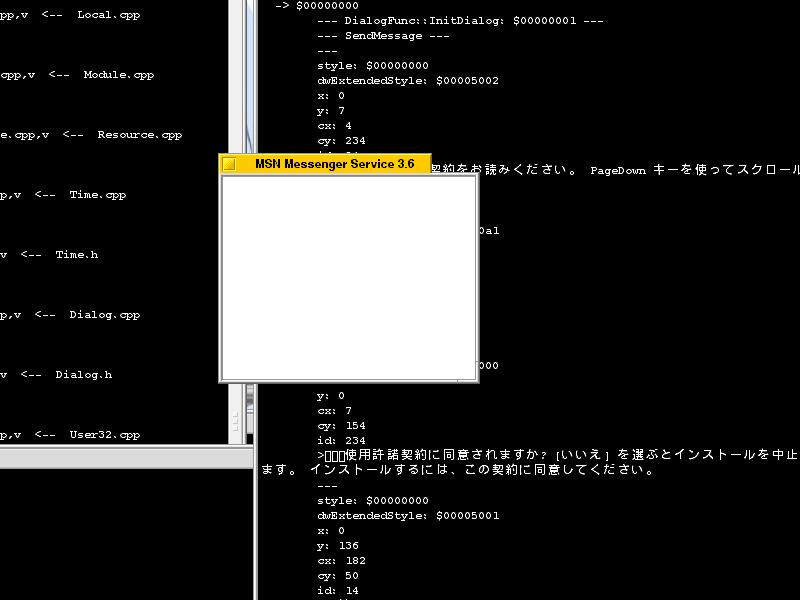 pp,v <-- Local.cpp
cpp,v <-- Module.cpp
e.cpp,v <-- Resource.cpp
p,v <-- Time.cpp
v <-- Time.h
p,v <-- Dialog.cpp
v <-- Dialog.h
p,v <-- User32.cpp
-> $00000000
--- DialogFunc::InitDialog: $00000001 ---
--- SendMessage ---
---
style: $00000000
dwExtendedStyle: $00005002
x: 0
y: 7
cx: 4
cy: 234
MSN Messenger Service 3.6
契約をお読みください。 PageDown キーを使ってスクロール
000
y: 0
cx: 7
cy: 154
id: 234
>□□□使用許諾契約に同意されますか? [いいえ] を選ぶとインストールを中止
ます。 インストールするには、この契約に同意してください。
---
style: $00000000
dwExtendedStyle: $00005001
x: 0
y: 136
cx: 182
cy: 50
id: 14